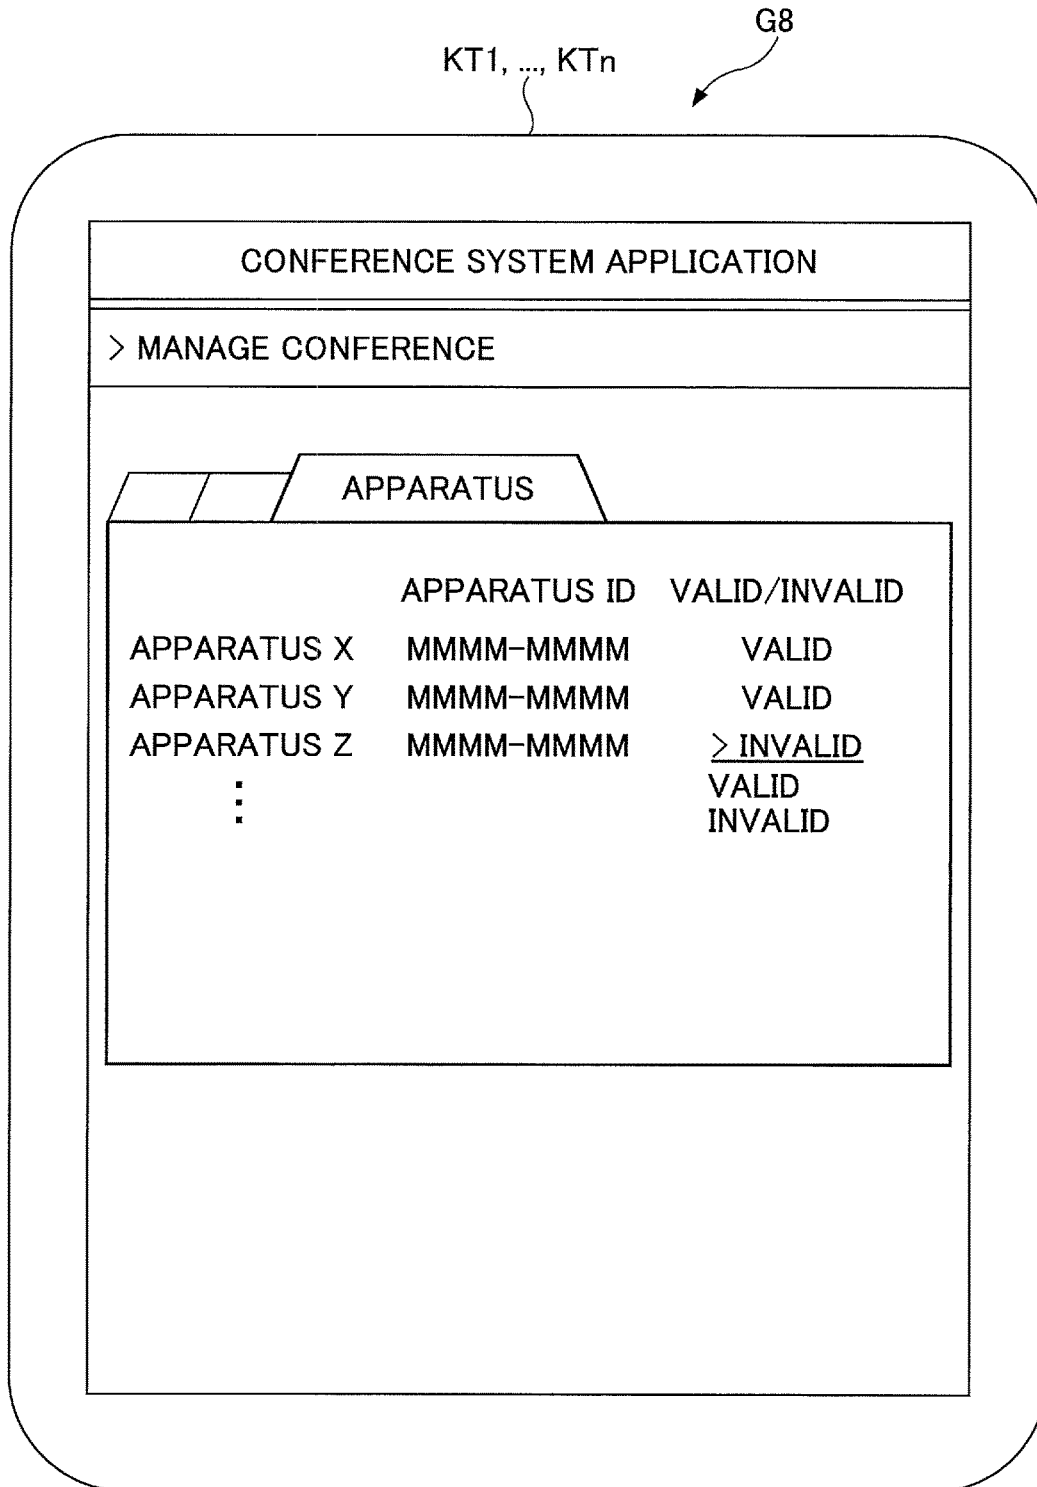 G8
KT1, ..., KTn
CONFERENCE SYSTEM APPLICATION
> MANAGE CONFERENCE
APPARATUS
APPARATUS ID VALID/INVALID
APPARATUS X MMMM-MMMM VALID
APPARATUS Y MMMM-MMMM VALID
APPARATUS Z MMMM-MMMM > INVALID
VALID
INVALID